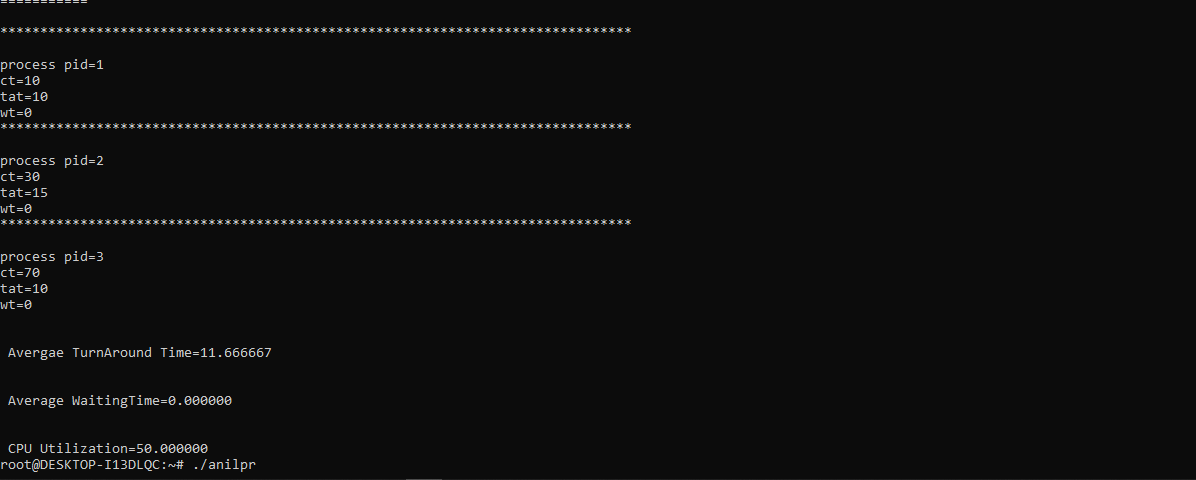 ===========
*******************************************************************************
process pid=1
ct=10
tat=10
wt=0
*******************************************************************************
process pid=2
ct=30
tat=15
wt=0
*******************************************************************************
process pid=3
ct=70
tat=10
wt=0
Avergae TurnAround Time=11.666667
Average WaitingTime=0.000000
CPU Utilization=50.000000
root@DESKTOP-I13DLQC:~# ./anilpr